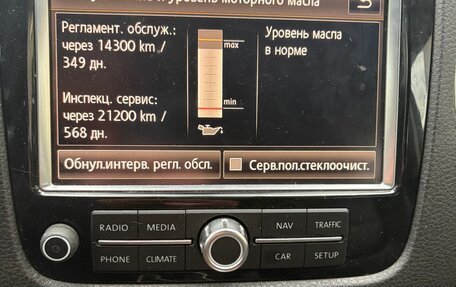 и уровень моторного масла
Регламент. обслуж.:
через 14300 km /
349 дн.
Инспекц. сервис:
через 21200 km /
568 дн.
max
min
Уровень масла
в норме
Обнул.интерв. регл. обсл.
Серв.пол.стеклоочист.
RADIO MEDIA NAV TRAFFIC
PHONE CLIMATE CAR SETUP